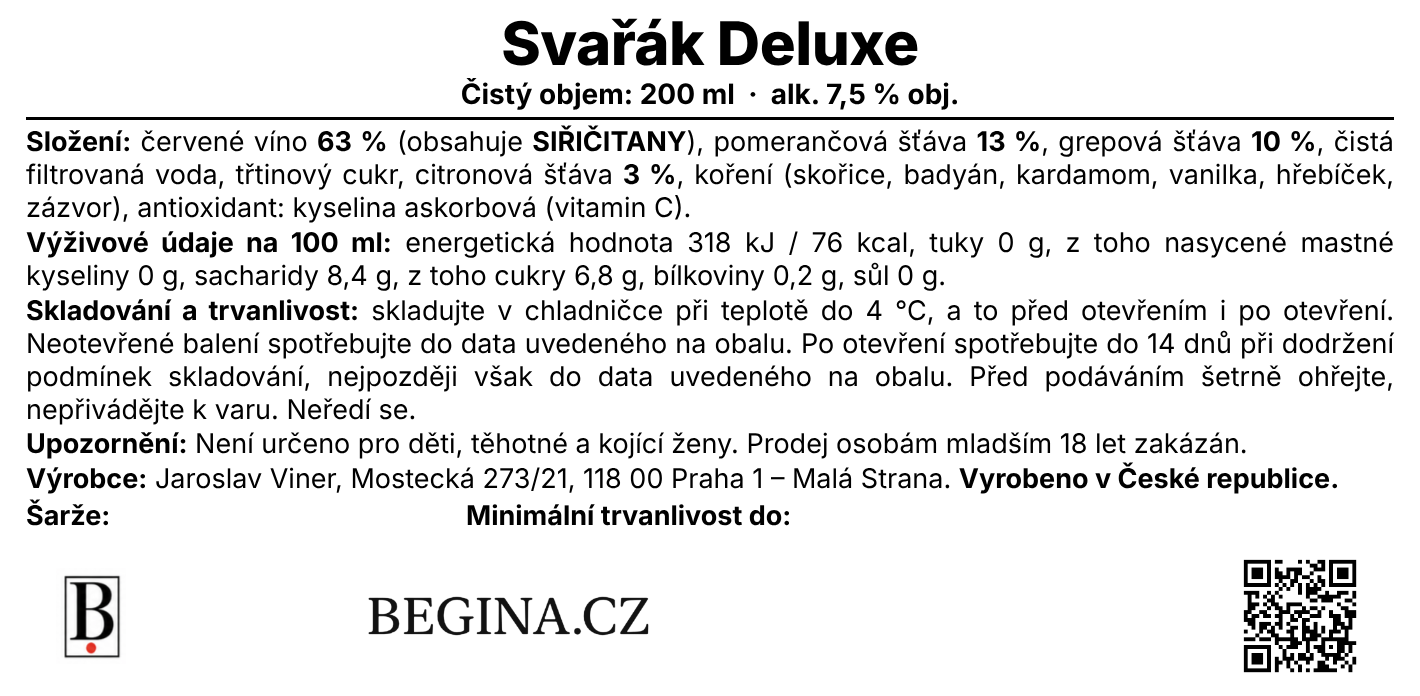 Svařák Deluxe
Čistý objem: 200 ml · alk. 7,5 % obj.
Složení: červené víno 63 % (obsahuje SIŘIČITANY), pomerančová šťáva 13 %, grepová šťáva 10 %, čistá
filtrovaná voda, třtinový cukr, citronová šťáva 3 %, koření (skořice, badyán, kardamom, vanilka, hřebíček,
zázvor), antioxidant: kyselina askorbová (vitamin C).
Výživové údaje na 100 ml: energetická hodnota 318 kJ / 76 kcal, tuky 0 g, z toho nasycené mastné
kyseliny 0 g, sacharidy 8,4 g, z toho cukry 6,8 g, bílkoviny 0,2 g, sůl 0 g.
Skladování a trvanlivost: skladujte v chladničce při teplotě do 4 °C, a to před otevřením i po otevření.
Neotevřené balení spotřebujte do data uvedeného na obalu. Po otevření spotřebujte do 14 dnů při dodržení
podmínek skladování, nejpozději však do data uvedeného na obalu. Před podáváním šetrně ohřejte,
nepřivádějte k varu. Neředí se.
Upozornění: Není určeno pro děti, těhotné a kojící ženy. Prodej osobám mladším 18 let zakázán.
Výrobce: Jaroslav Viner, Mostecká 273/21, 118 00 Praha 1 – Malá Strana. Vyrobeno v České republice.
Šarže: Minimální trvanlivost do:
B BEGINA.CZ